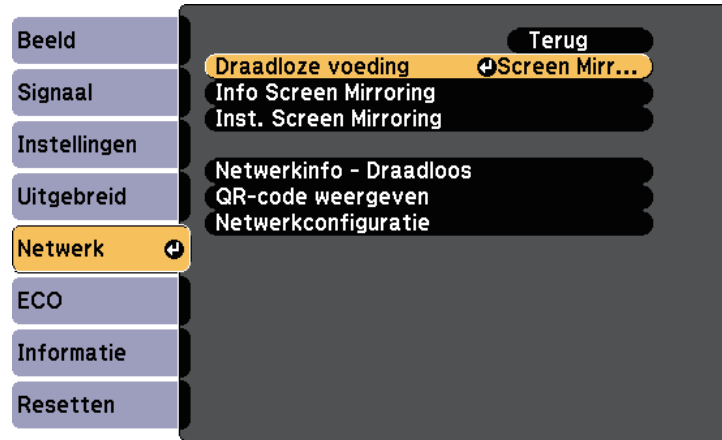 Beeld
Signaal
Instellingen
Uitgebreid
Netwerk
ECO
Informatie
Resetten
Terug
Draadloze voeding Screen Mirr...
Info Screen Mirroring
Inst. Screen Mirroring
Netwerkinfo - Draadloos
QR-code weergeven
Netwerkconfiguratie